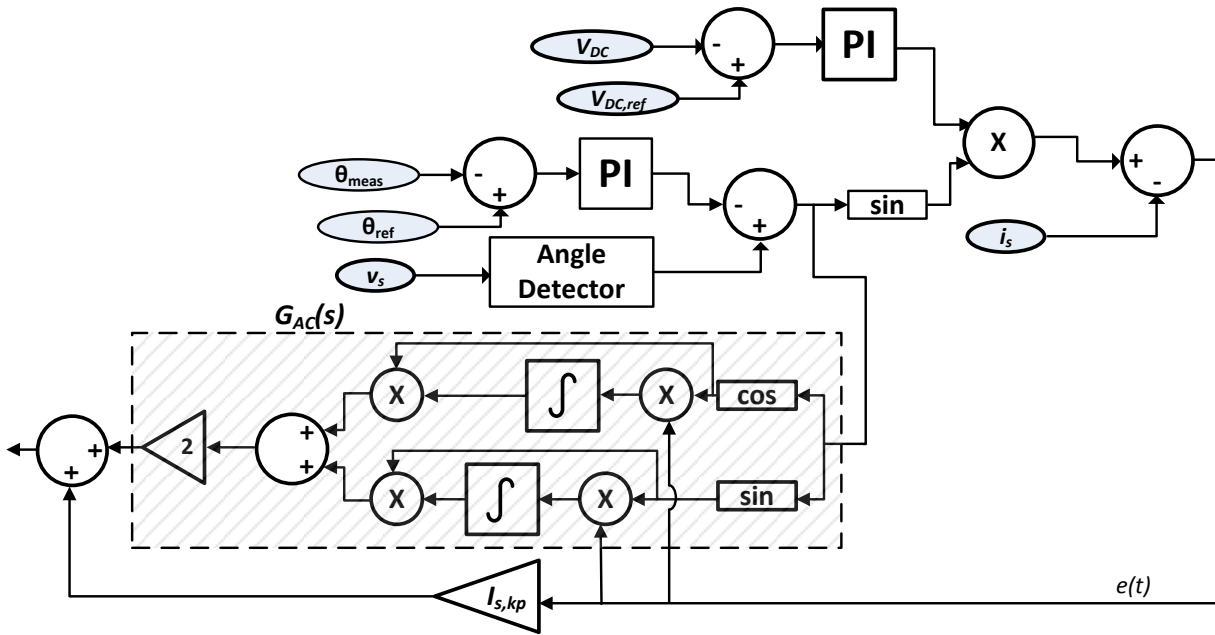 V_DC
PI
V_DC,ref
X
+
-
θ_meas
PI
θ_ref
sin
i_s
v_s
Angle
Detector
G_AC(s)
X
∫
X
cos
2
+
+
X
∫
X
sin
+
+
I_s,kp
e(t)
-
+
-
+
-
+